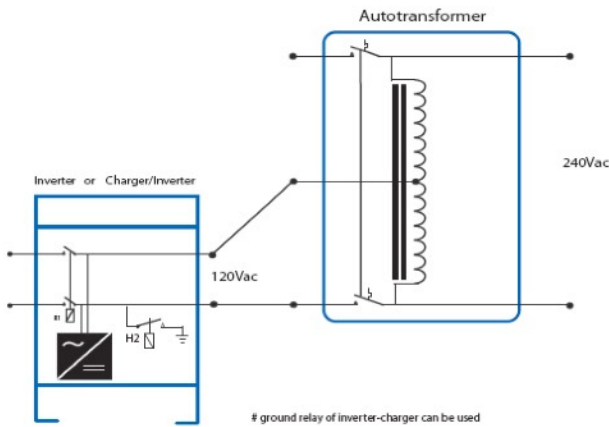 Autotransformer
240Vac
Inverter or Charger/Inverter
120Vac
H2
# ground relay of inverter-charger can be used